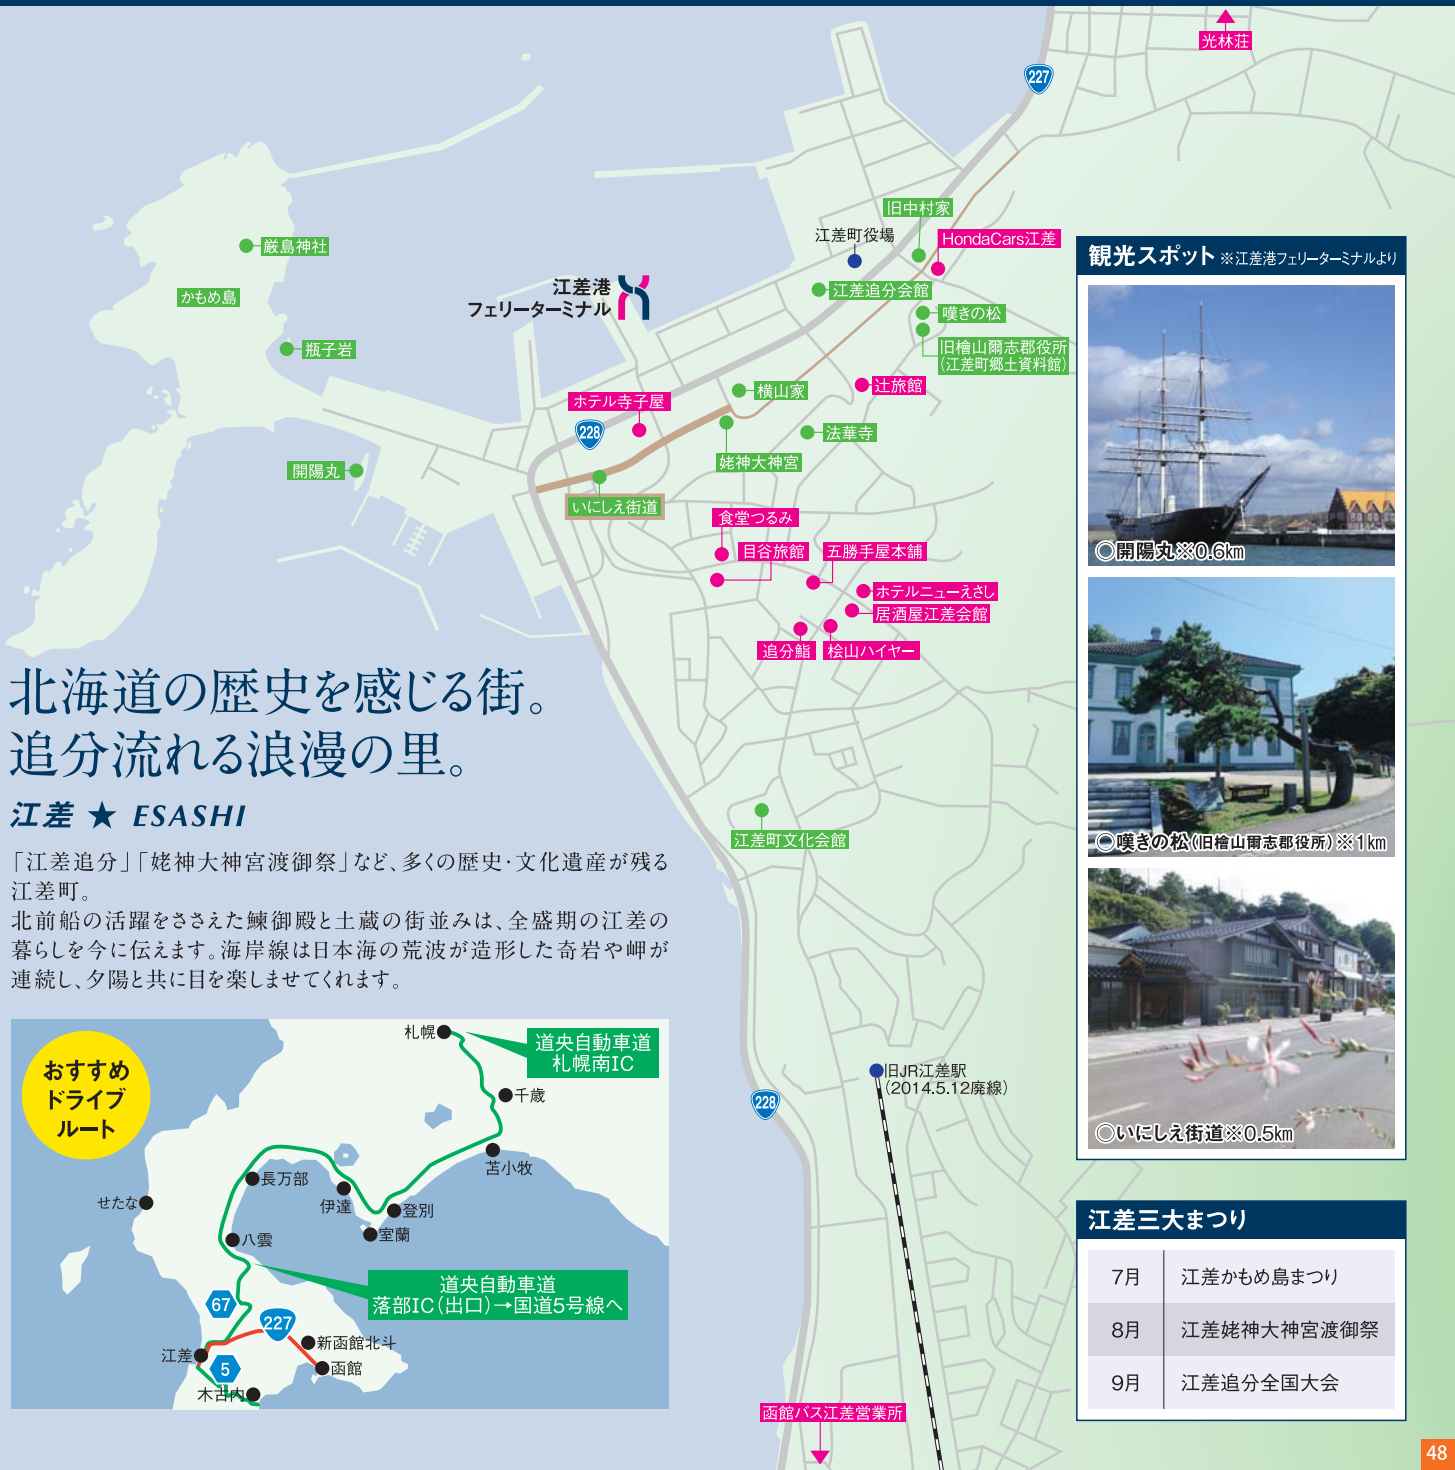 光林荘
227
旧中村家
江差町役場
HondaCars江差
厳島神社
江差港
フェリーターミナル
かもめ島
江差追分会館
嘆きの松
瓶子岩
旧檜山爾志郡役所
(江差町郷土資料館)
横山家
辻旅館
ホテル寺子屋
228
法華寺
姥神大神宮
開陽丸
いにしえ街道
食堂つるみ
目谷旅館
五勝手屋本舗
ホテルニューえさし
居酒屋江差会館
追分鮨
桧山ハイヤー
江差町文化会館
旧JR江差駅
(2014.5.12廃線)
228
函館バス江差営業所
北海道の歴史を感じる街。
追分流れる浪漫の里。
江差 ★ ESASHI
「江差追分」「姥神大神宮渡御祭」など、多くの歴史・文化遺産が残る
江差町。
北前船の活躍をささえた鰊御殿と土蔵の街並みは、全盛期の江差の
暮らしを今に伝えます。海岸線は日本海の荒波が造形した奇岩や岬が
連続し、夕陽と共に目を楽しませてくれます。
おすすめ
ドライブ
ルート
札幌
道央自動車道
札幌南IC
千歳
苫小牧
長万部
せたな
伊達
登別
室蘭
八雲
道央自動車道
落部IC(出口)→国道5号線へ
67
227
新函館北斗
江差
5
函館
木古内
観光スポット ※江差港フェリーターミナルより
◎開陽丸※0.6㎞
◎嘆きの松(旧檜山爾志郡役所)※1㎞
◎いにしえ街道※0.5㎞
江差三大まつり
7月 江差かもめ島まつり
8月 江差姥神大神宮渡御祭
9月 江差追分全国大会
48